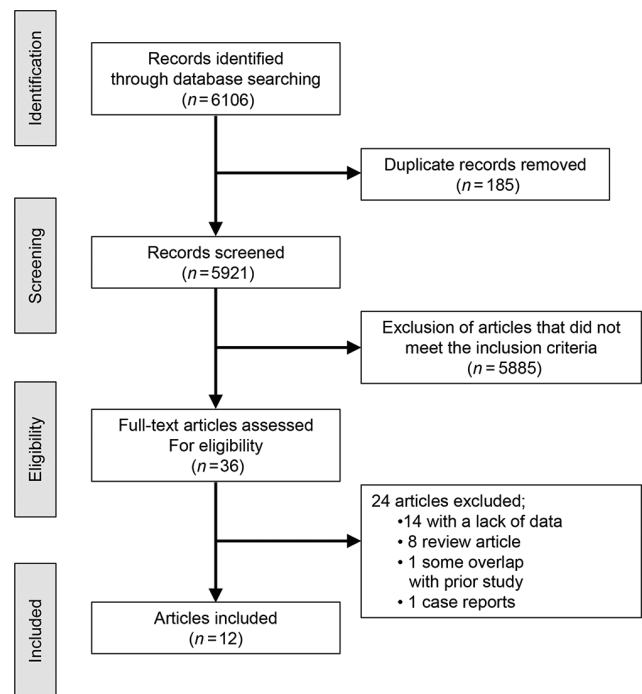 Identification
Records identified
through database searching
(n=6106)
Duplicate records removed
(n=185)
Screening
Records screened
(n=5921)
Exclusion of articles that did not
meet the inclusion criteria
(n=5885)
Eligibility
Full-text articles assessed
For eligibility
(n=36)
24 articles excluded;
•14 with a lack of data
• 8 review article
• 1 some overlap
with prior study
• 1 case reports
Included
Articles included
(n=12)